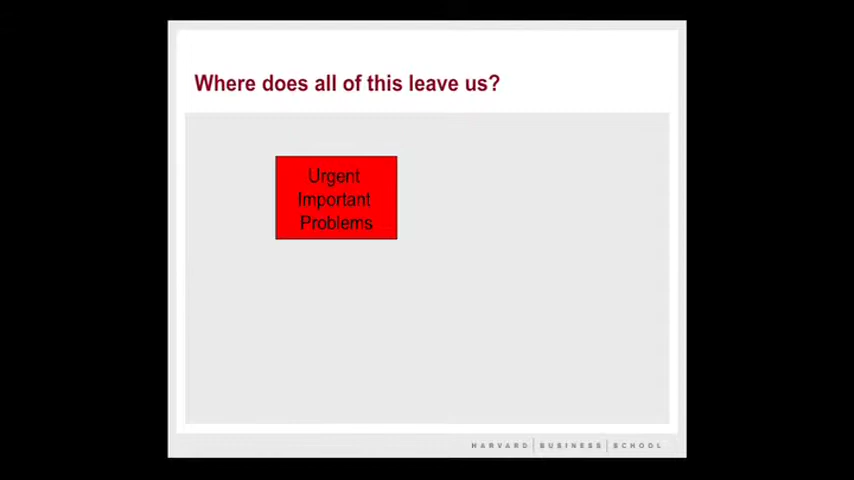 Where does all of this leave us?
Urgent
Important
Problems
HARVARD | BUSINESS | SCHOOL